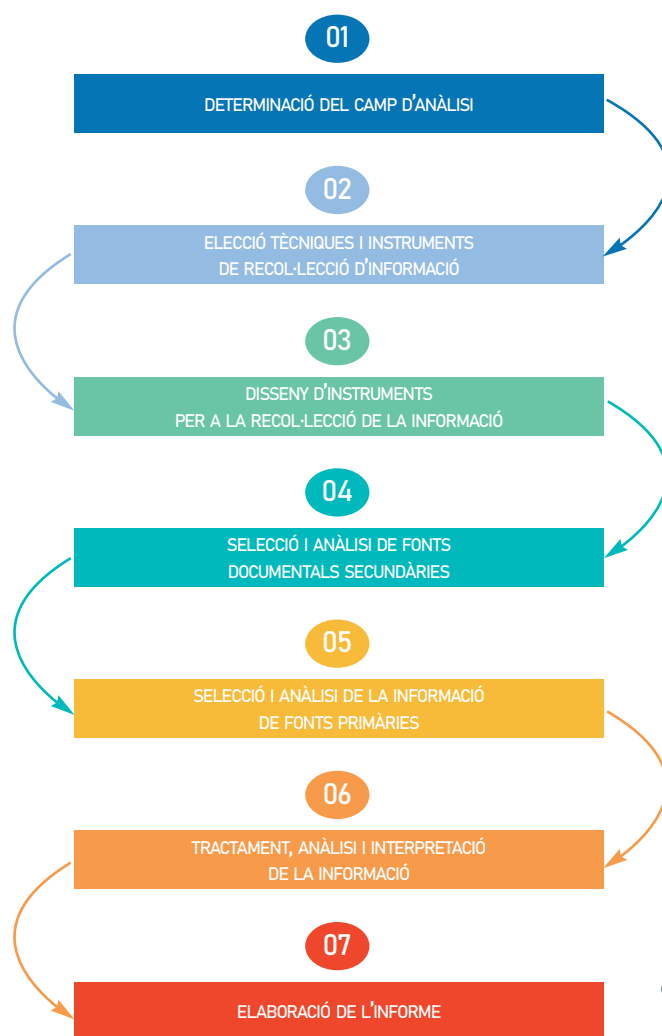 01
DETERMINACIÓ DEL CAMP D'ANÀLISI
02
ELECCIÓ TÈCNIQUES I INSTRUMENTS
DE RECOL·LECCIÓ D'INFORMACIÓ
03
DISSENY D'INSTRUMENTS
PER A LA RECOL·LECCIÓ DE LA INFORMACIÓ
04
SELECCIÓ I ANÀLISI DE FONTS
DOCUMENTALS SECUNDÀRIES
05
SELECCIÓ I ANÀLISI DE LA INFORMACIÓ
DE FONTS PRIMÀRIES
06
TRACTAMENT, ANÀLISI I INTERPRETACIÓ
DE LA INFORMACIÓ
07
ELABORACIÓ DE L'INFORME